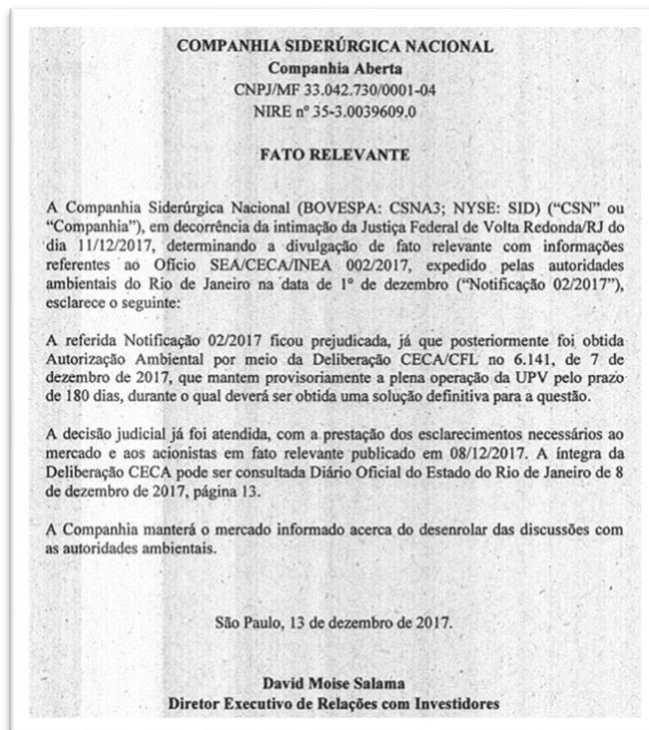 COMPANHIA SIDERÚRGICA NACIONAL
Companhia Aberta
CNPJ/MF 33.042.730/0001-04
NIRE nº 35-3.0039609.0
FATO RELEVANTE
A Companhia Siderúrgica Nacional (BOVESPA: CSNA3; NYSE: SID) (“CSN” ou
“Companhia”), em decorrência da intimação da Justiça Federal de Volta Redonda/RJ do
dia 11/12/2017, determinando a divulgação de fato relevante com informações
referentes ao Ofício SEA/CECA/INEA 002/2017, expedido pelas autoridades
ambientais do Rio de Janeiro na data de 1º de dezembro (“Notificação 02/2017”),
esclarece o seguinte:
A referida Notificação 02/2017 ficou prejudicada, já que posteriormente foi obtida
Autorização Ambiental por meio da Deliberação CECA/CFL no 6.141, de 7 de
dezembro de 2017, que mantem provisoriamente a plena operação da UPV pelo prazo
de 180 dias, durante o qual deverá ser obtida uma solução definitiva para a questão.
A decisão judicial já foi atendida, com a prestação dos esclarecimentos necessários ao
mercado e aos acionistas em fato relevante publicado em 08/12/2017. A íntegra da
Deliberação CECA pode ser consultada Diário Oficial do Estado do Rio de Janeiro de 8
de dezembro de 2017, página 13.
A Companhia manterá o mercado informado acerca do desenrolar das discussões com
as autoridades ambientais.
São Paulo, 13 de dezembro de 2017.
David Moise Salama
Diretor Executivo de Relações com Investidores